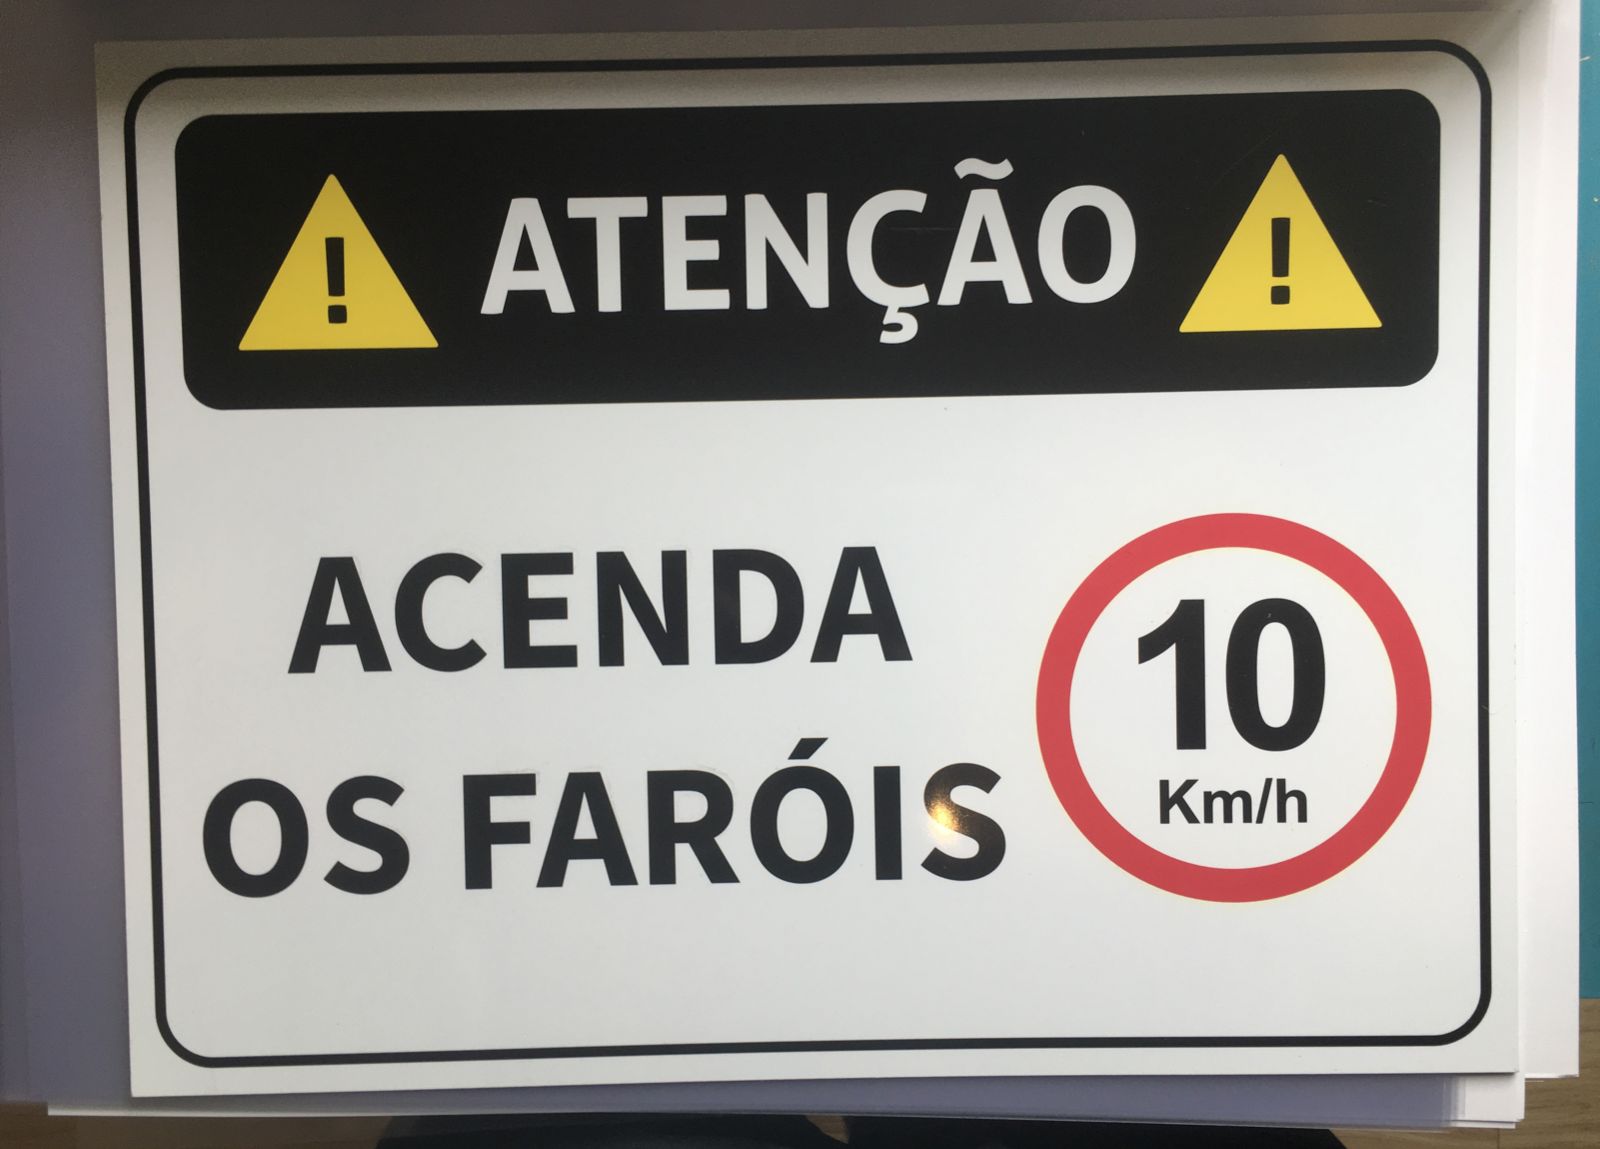 ! ATENÇÃO !
ACENDA
OS FARÓIS
10
Km/h